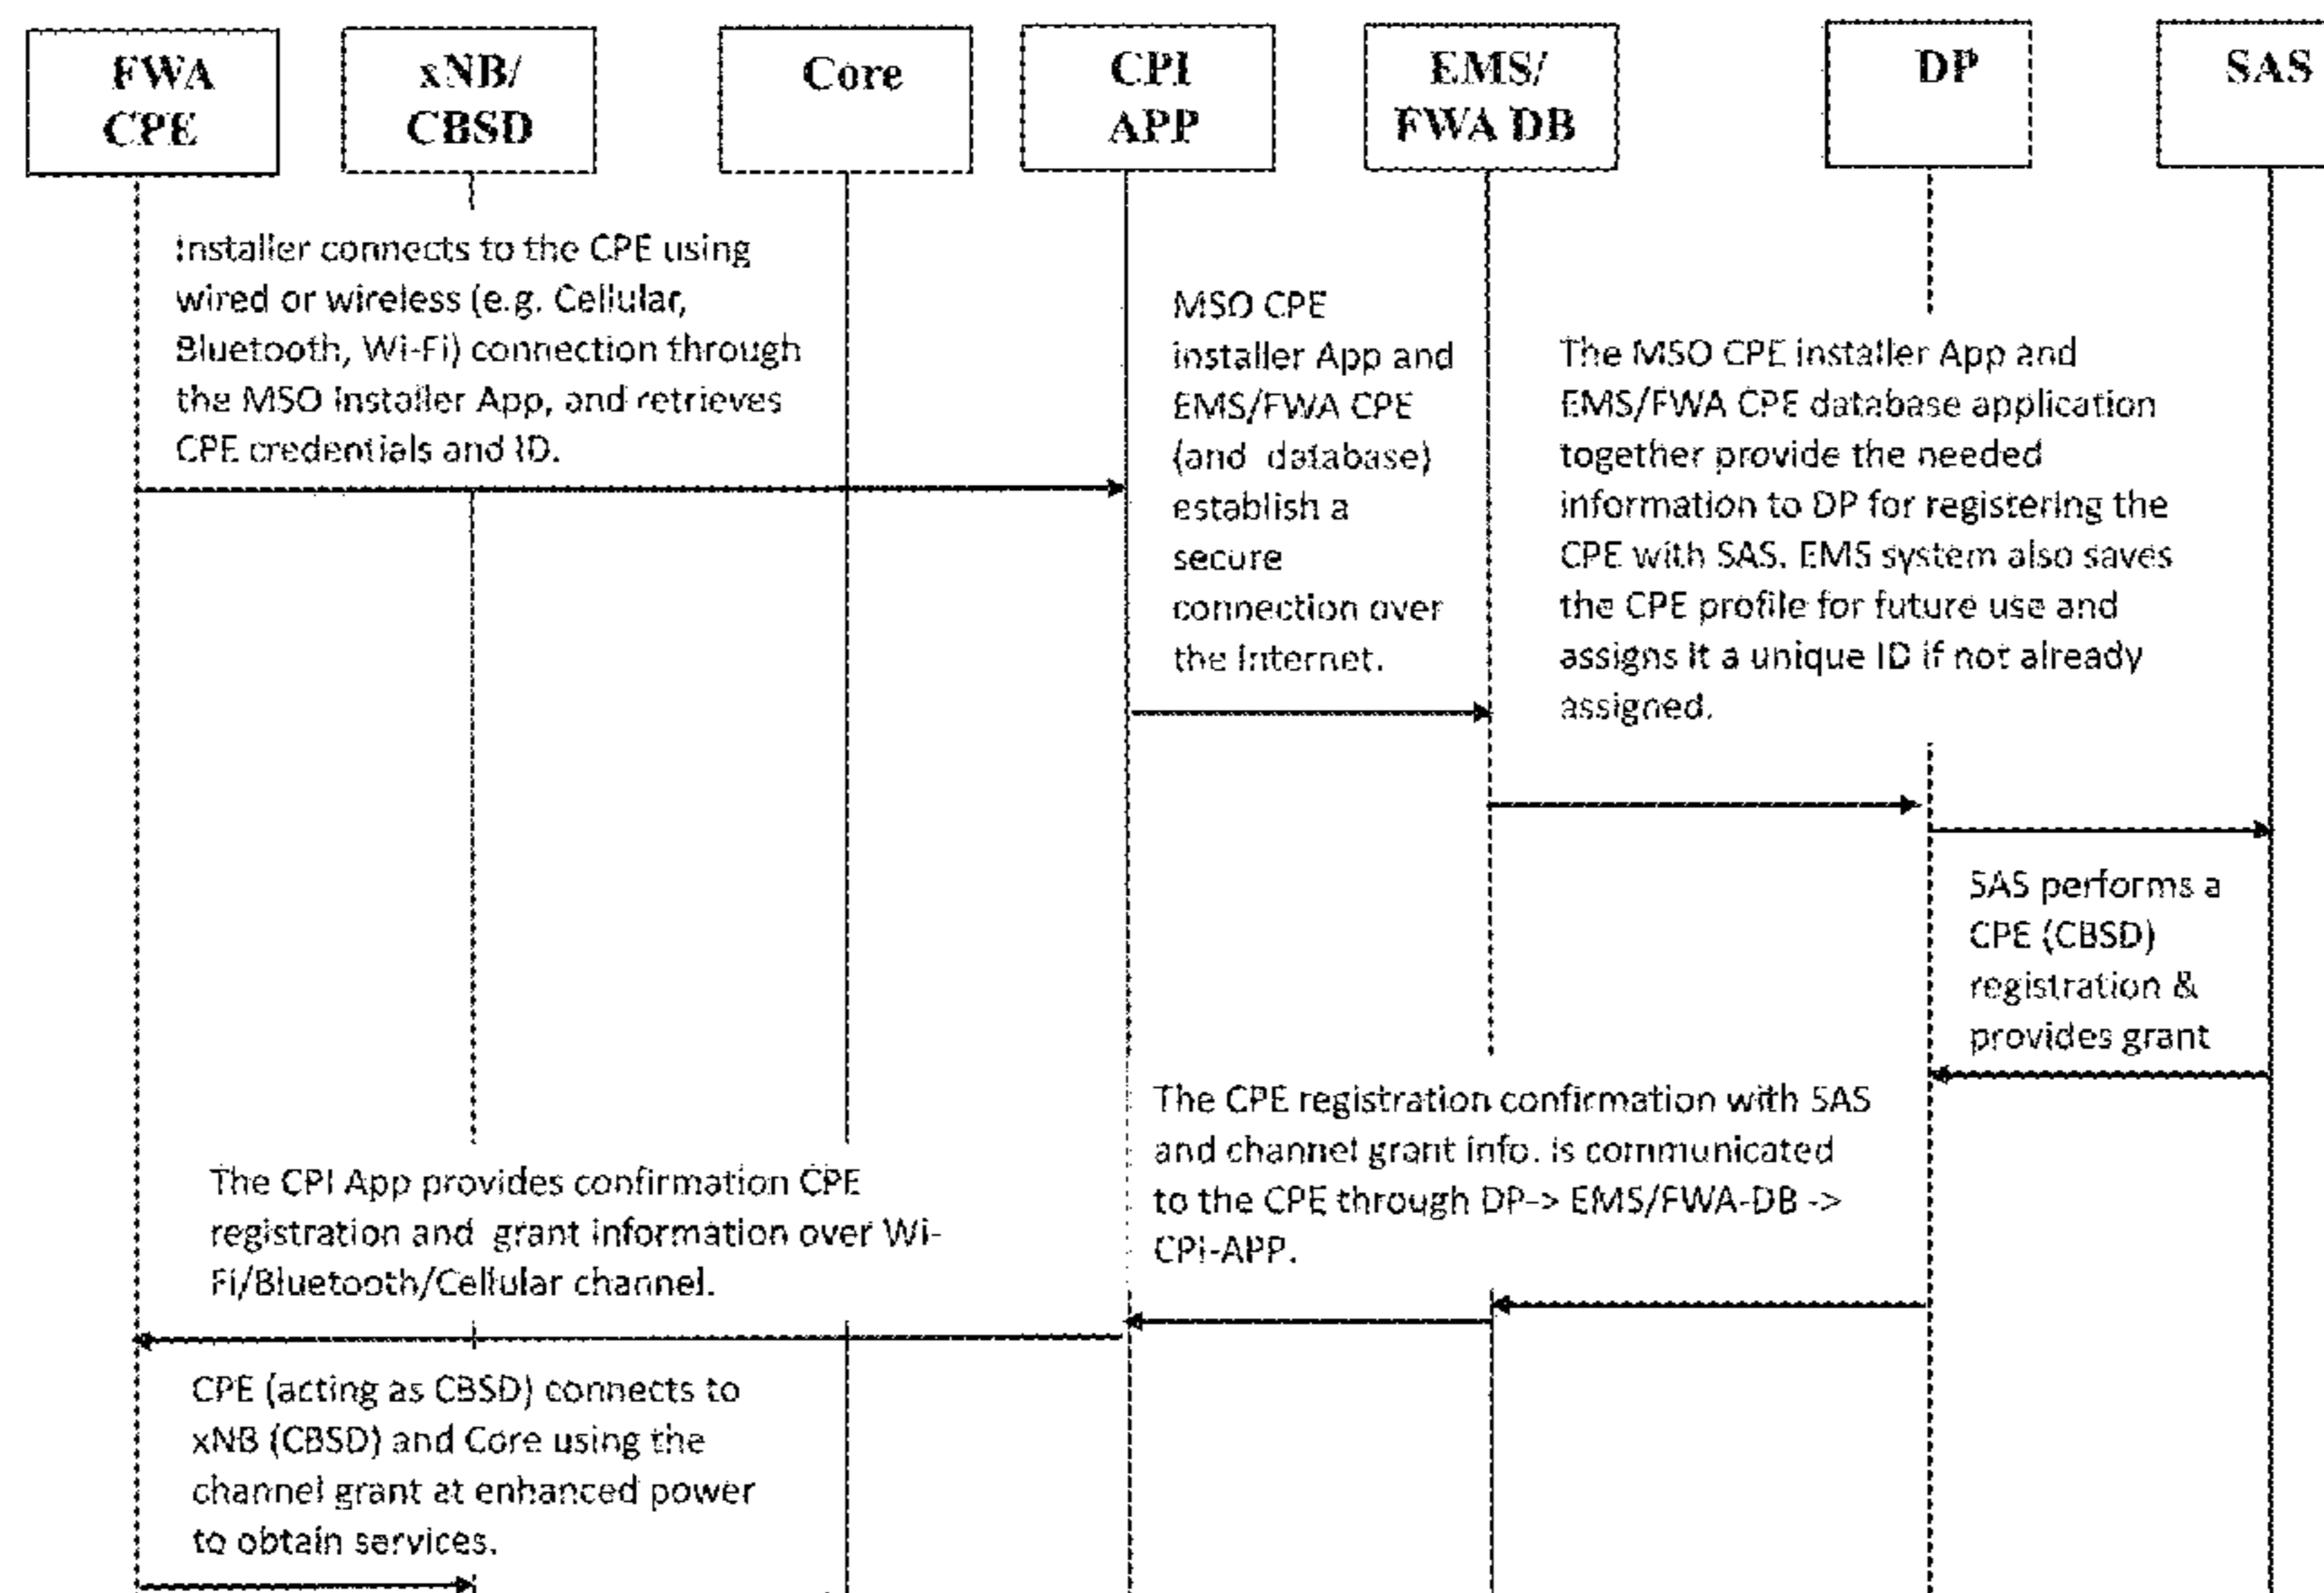 FWA
CPE
xNB/
CBSD
Core
CPI
APP
EMS/
FWA DB
DP
SAS
Installer connects to the CPE using
wired or wireless (e.g. Cellular,
Bluetooth, Wi-Fi) connection through
the MSO Installer App, and retrieves
CPE credentials and ID.
MSO CPE
installer App and
EMS/FWA CPE
(and database)
establish a
secure
connection over
the Internet.
The MSO CPE installer App and
EMS/FWA CPE database application
together provide the needed
information to DP for registering the
CPE with SAS. EMS system also saves
the CPE profile for future use and
assigns it a unique ID if not already
assigned.
SAS performs a
CPE (CBSD)
registration &
provides grant
The CPE registration confirmation with SAS
and channel grant info. is communicated
to the CPE through DP-> EMS/FWA-DB ->
CPI-APP.
The CPI App provides confirmation CPE
registration and grant information over Wi-
Fi/Bluetooth/Cellular channel.
CPE (acting as CBSD) connects to
xNB (CBSD) and Core using the
channel grant at enhanced power
to obtain services.